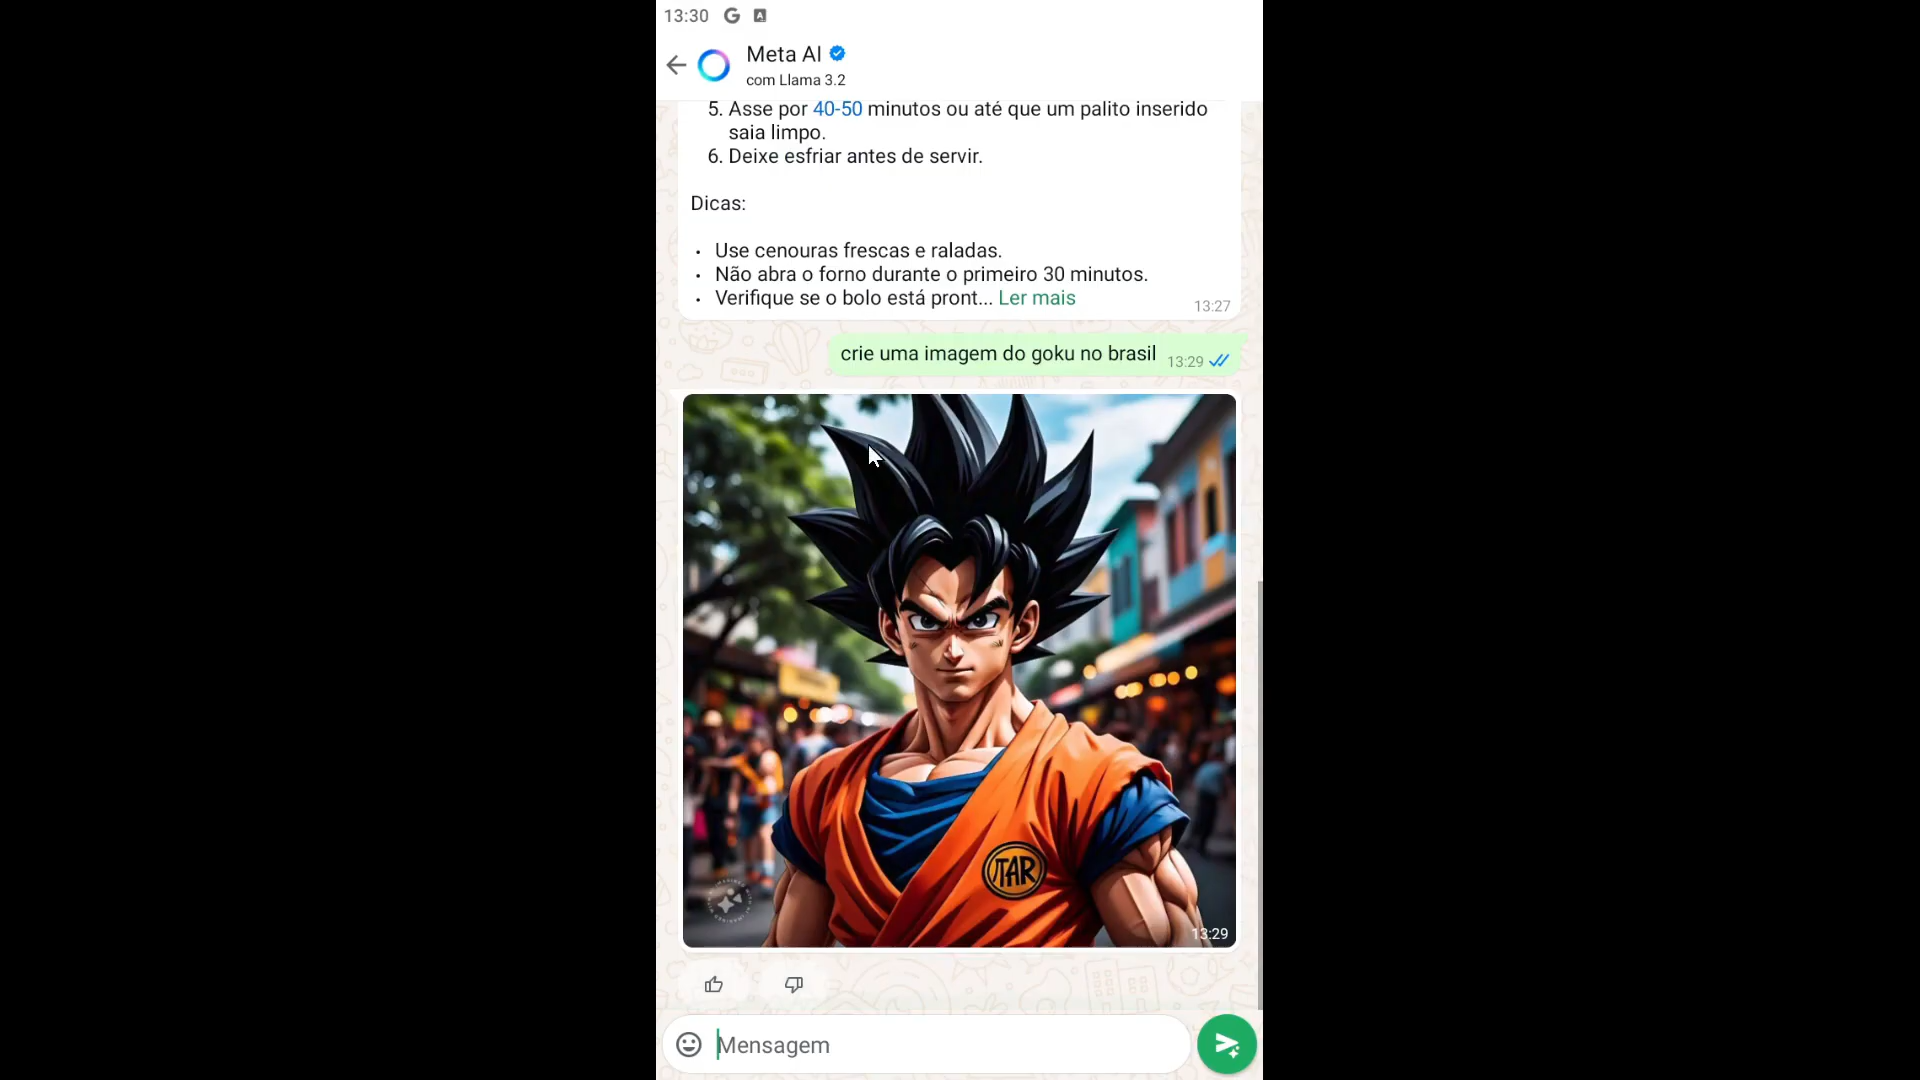 13:30
Meta AI
com Llama 3.2
5. Asse por 40-50 minutos ou até que um palito inserido
saia limpo.
6. Deixe esfriar antes de servir.
Dicas:
• Use cenouras frescas e raladas.
• Não abra o forno durante o primeiro 30 minutos.
• Verifique se o bolo está pront... Ler mais
13:27
crie uma imagem do goku no brasil 13:29
JTAR
13:29
Mensagem